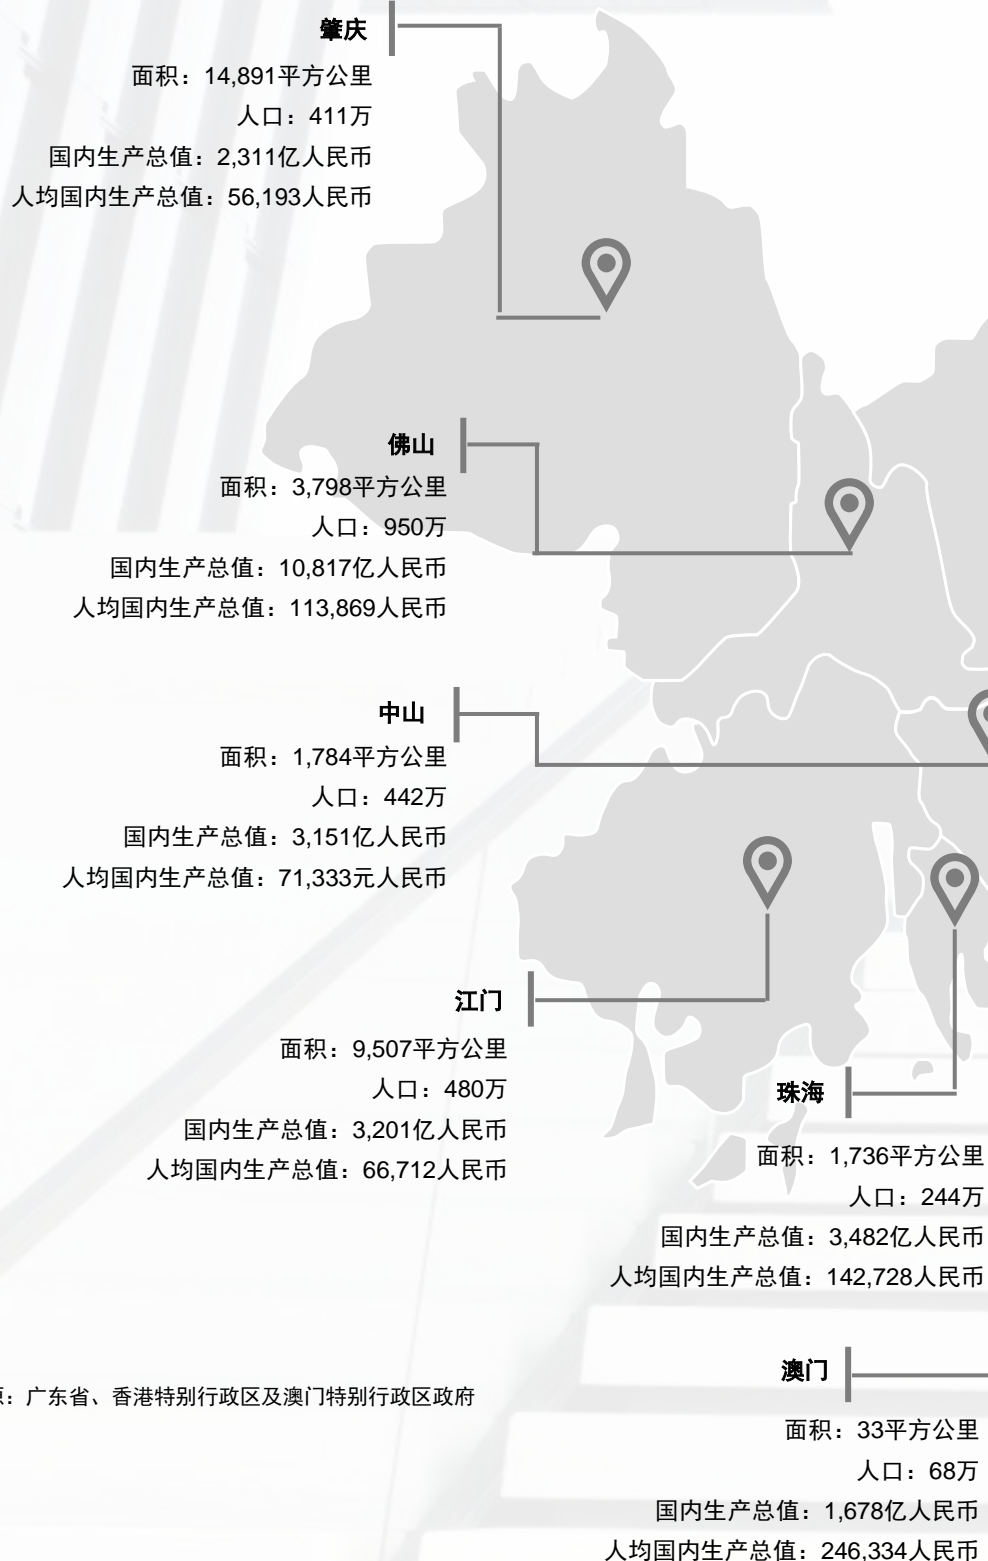 肇庆
面积：14,891平方公里
人口：411万
国内生产总值：2,311亿人民币
人均国内生产总值：56,193人民币
佛山
面积：3,798平方公里
人口：950万
国内生产总值：10,817亿人民币
人均国内生产总值：113,869人民币
中山
面积：1,784平方公里
人口：442万
国内生产总值：3,151亿人民币
人均国内生产总值：71,333元人民币
江门
面积：9,507平方公里
人口：480万
国内生产总值：3,201亿人民币
人均国内生产总值：66,712人民币
珠海
面积：1,736平方公里
人口：244万
国内生产总值：3,482亿人民币
人均国内生产总值：142,728人民币
：广东省、香港特别行政区及澳门特别行政区政府
澳门
面积：33平方公里
人口：68万
国内生产总值：1,678亿人民币
人均国内生产总值：246,334人民币